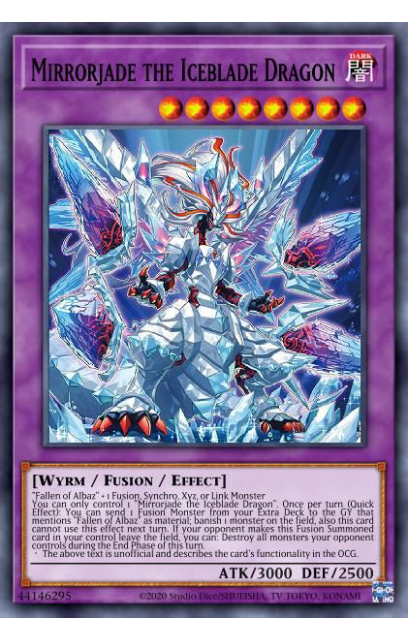 MIRRORJADE THE ICEBLADE DRAGON
DARK
闇
[WYRM / FUSION / EFFECT]
"Fallen of Albaz" + 1 Fusion, Synchro, Xyz, or Link Monster
You can only control 1 "Mirrorjade the Iceblade Dragon". Once per turn (Quick
Effect): You can send 1 Fusion Monster from your Extra Deck to the GY that
mentions "Fallen of Albaz" as material; banish 1 monster on the field, also this card
cannot use this effect next turn. If your opponent makes this Fusion Summoned
card in your control leave the field, you can: Destroy all monsters your opponent
controls during the End Phase of this turn.
· The above text is unofficial and describes the card's functionality in the OCG.
ATK/3000 DEF/2500
44146295
©2020 Studio Dice/SHUEISHA, TV TOKYO, KONAMI